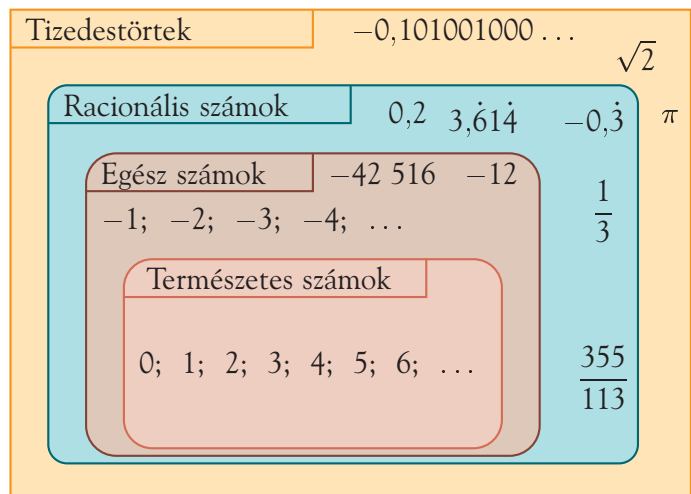 Tizedestörtek −0,101001000 ...
√2
Racionális számok 0,2 3,6̇14̇ −0,3̇ π
Egész számok −42 516 −12
1/3
−1; −2; −3; −4; ...
Természetes számok
0; 1; 2; 3; 4; 5; 6; ...
355/113